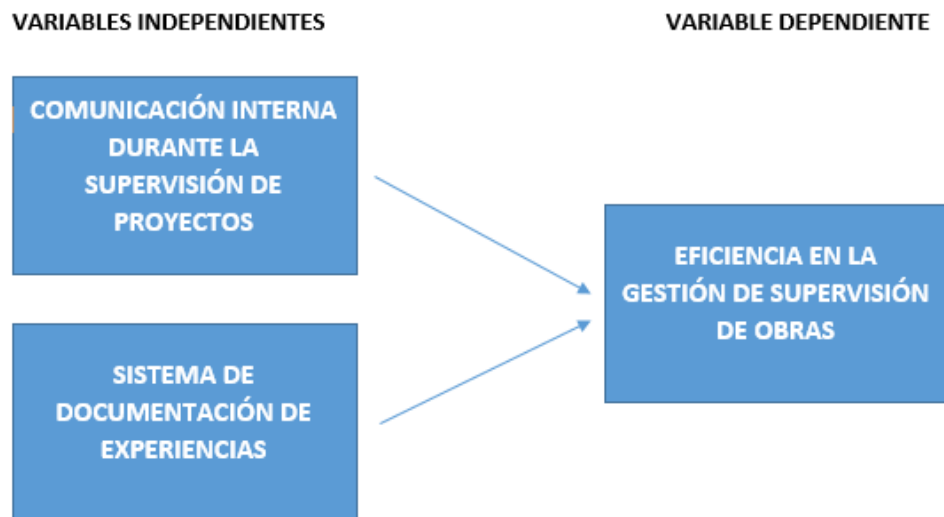 VARIABLES INDEPENDIENTES
VARIABLE DEPENDIENTE
COMUNICACIÓN INTERNA
DURANTE LA
SUPERVISIÓN DE
PROYECTOS
EFICIENCIA EN LA
GESTIÓN DE SUPERVISIÓN
DE OBRAS
SISTEMA DE
DOCUMENTACIÓN DE
EXPERIENCIAS